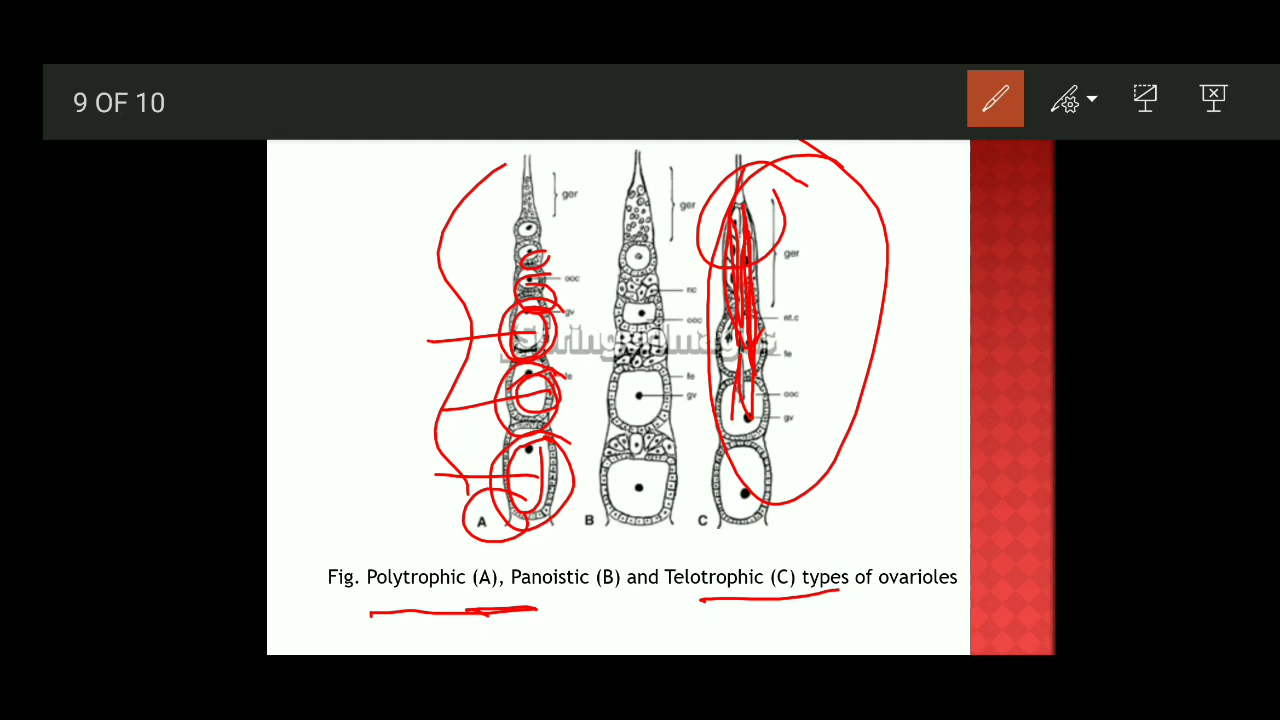 9 OF 10
ger
ger
ger
ooc
nc
gv
ooc
nt.c
fe
fe
fe
gv
ooc
gv
A
B
C
Fig. Polytrophic (A), Panoistic (B) and Telotrophic (C) types of ovarioles